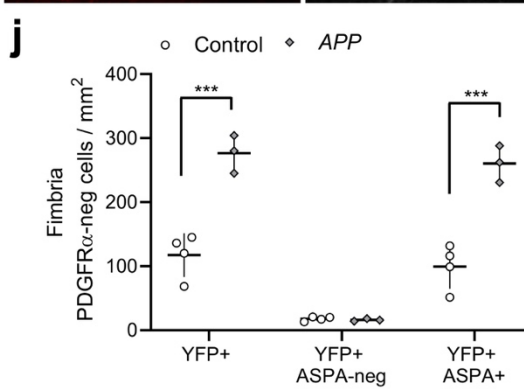 j
Control APP
Fimbria
PDGFRα-neg cells / mm²
400
300
200
100
0
***
***
YFP+
YFP+
ASPA-neg
YFP+
ASPA+